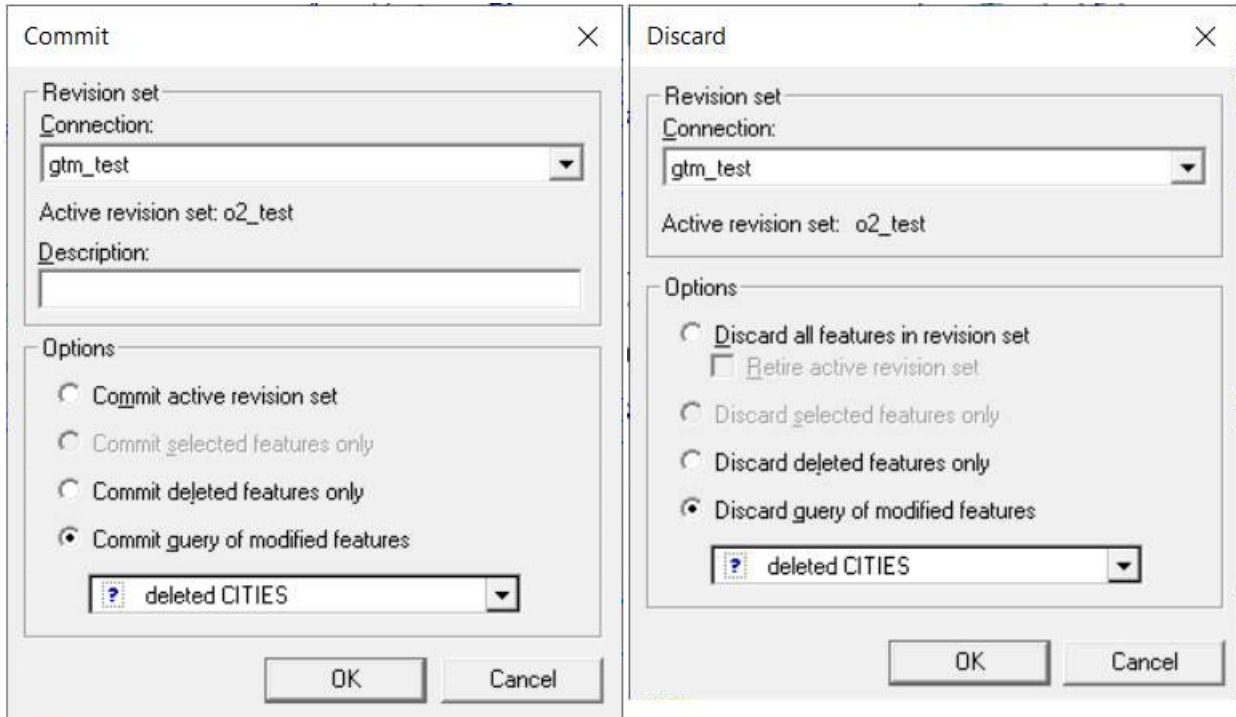 Commit
Revision set
Connection:
gtm_test
Active revision set: o2_test
Description:
Options
Commit active revision set
Commit selected features only
Commit deleted features only
Commit query of modified features
? deleted CITIES
OK Cancel
Discard
Revision set
Connection:
gtm_test
Active revision set: o2_test
Options
Discard all features in revision set
Retire active revision set
Discard selected features only
Discard deleted features only
Discard query of modified features
? deleted CITIES
OK Cancel